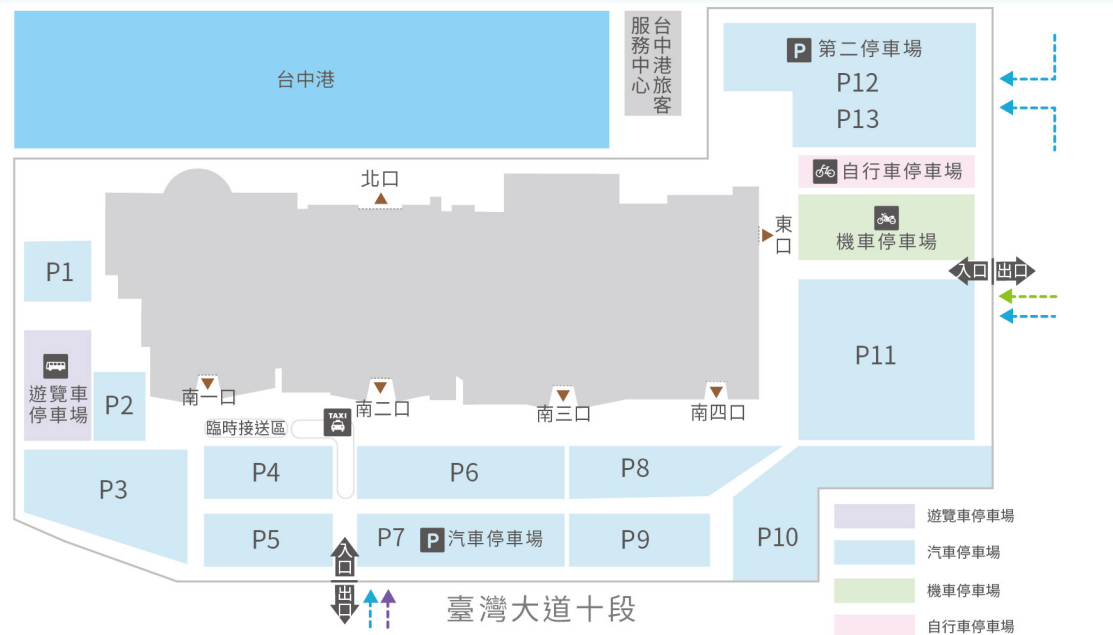 台中港
台中港旅客
服務中心
P 第二停車場
P12
P13
自行車停車場
機車停車場
北口
東口
入口
出口
P1
遊覽車
停車場
P2
P3
南一口
南二口
南三口
南四口
TAXI
臨時接送區
P4
P5
P6
P7 P 汽車停車場
P8
P9
P10
P11
入口
出口
臺灣大道十段
遊覽車停車場
汽車停車場
機車停車場
自行車停車場